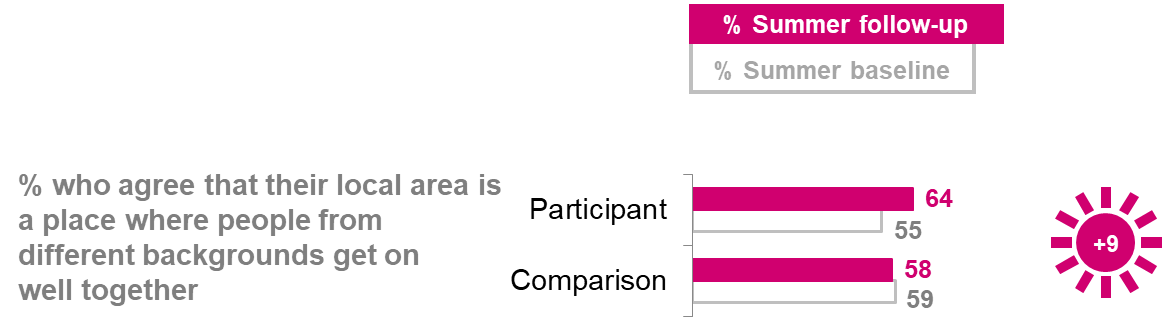 % Summer follow-up
% Summer baseline
% who agree that their local area is
a place where people from
different backgrounds get on
well together
Participant
64
55
Comparison
58
59
+9